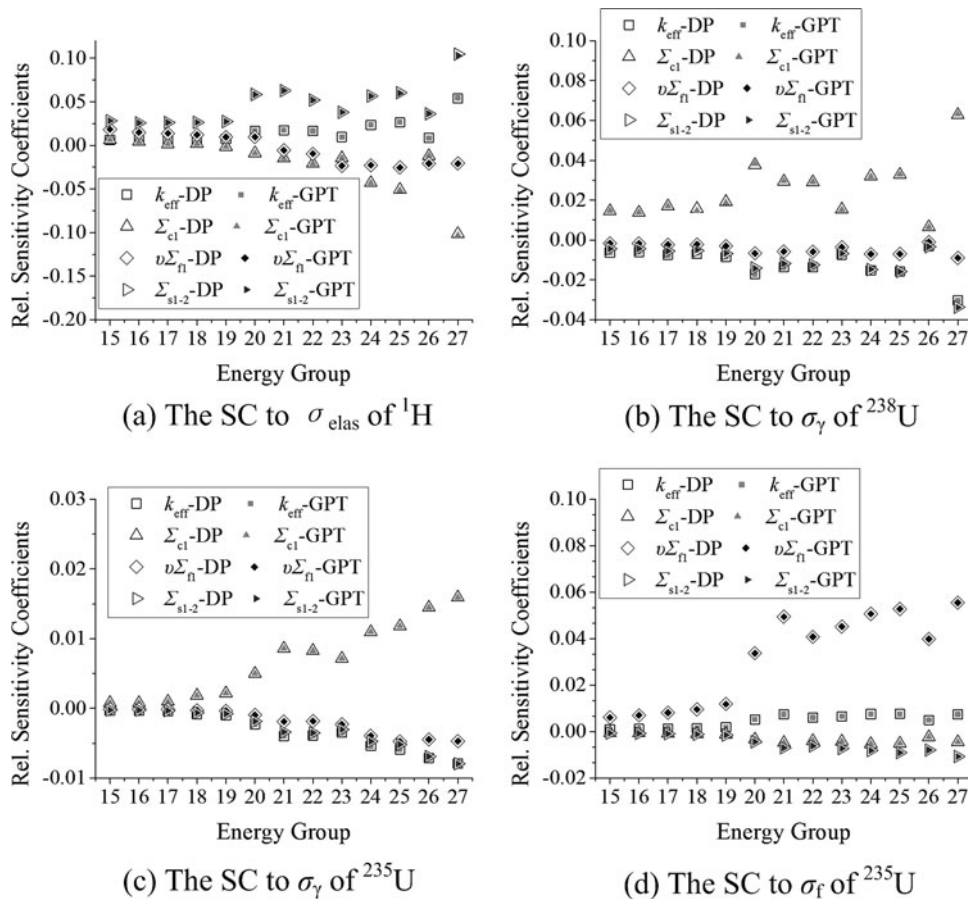 Rel. Sensitivity Coefficients
0.10
0.05
0.00
-0.05
-0.10
-0.15
-0.20
k_eff-DP k_eff-GPT
Σ_c1-DP Σ_c1-GPT
υΣ_f1-DP υΣ_f1-GPT
Σ_s1-2-DP Σ_s1-2-GPT
15 16 17 18 19 20 21 22 23 24 25 26 27
Energy Group
(a) The SC to σ_elas of ¹H
Rel. Sensitivity Coefficients
0.10
0.08
0.06
0.04
0.02
0.00
-0.02
-0.04
k_eff-DP k_eff-GPT
Σ_c1-DP Σ_c1-GPT
υΣ_f1-DP υΣ_f1-GPT
Σ_s1-2-DP Σ_s1-2-GPT
15 16 17 18 19 20 21 22 23 24 25 26 27
Energy Group
(b) The SC to σ_γ of ²³⁸U
Rel. Sensitivity Coefficients
0.03
0.02
0.01
0.00
-0.01
k_eff-DP k_eff-GPT
Σ_c1-DP Σ_c1-GPT
υΣ_f1-DP υΣ_f1-GPT
Σ_s1-2-DP Σ_s1-2-GPT
15 16 17 18 19 20 21 22 23 24 25 26 27
Energy Group
(c) The SC to σ_γ of ²³⁵U
Rel. Sensitivity Coefficients
0.10
0.08
0.06
0.04
0.02
0.00
-0.02
k_eff-DP k_eff-GPT
Σ_c1-DP Σ_c1-GPT
υΣ_f1-DP υΣ_f1-GPT
Σ_s1-2-DP Σ_s1-2-GPT
15 16 17 18 19 20 21 22 23 24 25 26 27
Energy Group
(d) The SC to σ_f of ²³⁵U